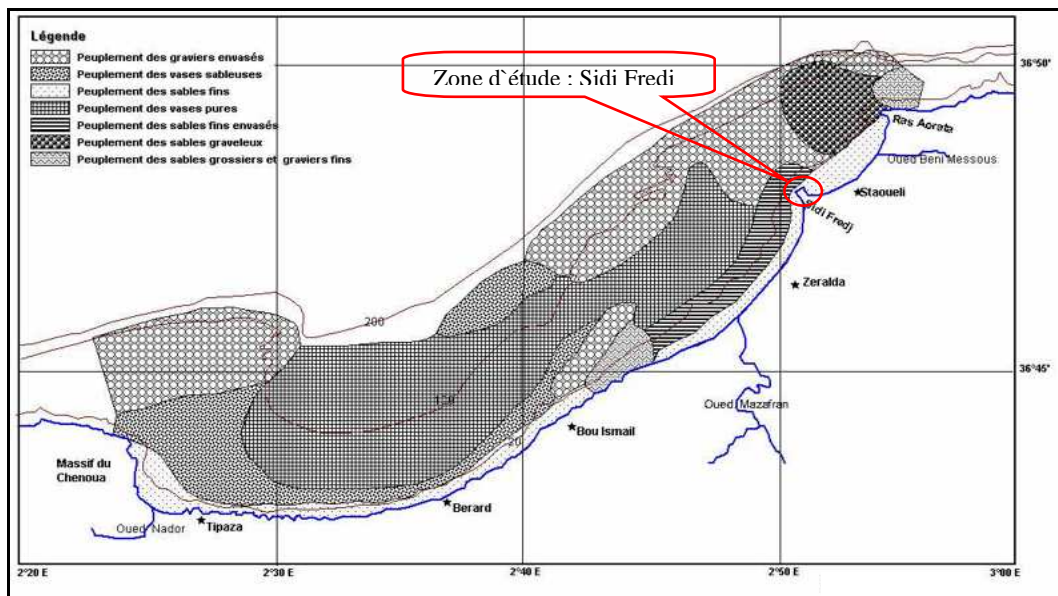 Légende
Peuplement des graviers envasés
Peuplement des vases sableuses
Peuplement des sables fins
Peuplement des vases pures
Peuplement des sables fins envasés
Peuplement des sables graveleux
Peuplement des sables grossiers et graviers fins
Zone d`étude : Sidi Fredj
36°50'
Ras Aorata
Oued Beni Messous
Staoueli
Sidi Fredj
Zeralda
200
36°45'
Oued Mazafran
Bou Ismail
20
Massif du
Chenoua
Berard
Oued Nador
Tipaza
2°20 E
2°30 E
2°40 E
2°50 E
3°00 E